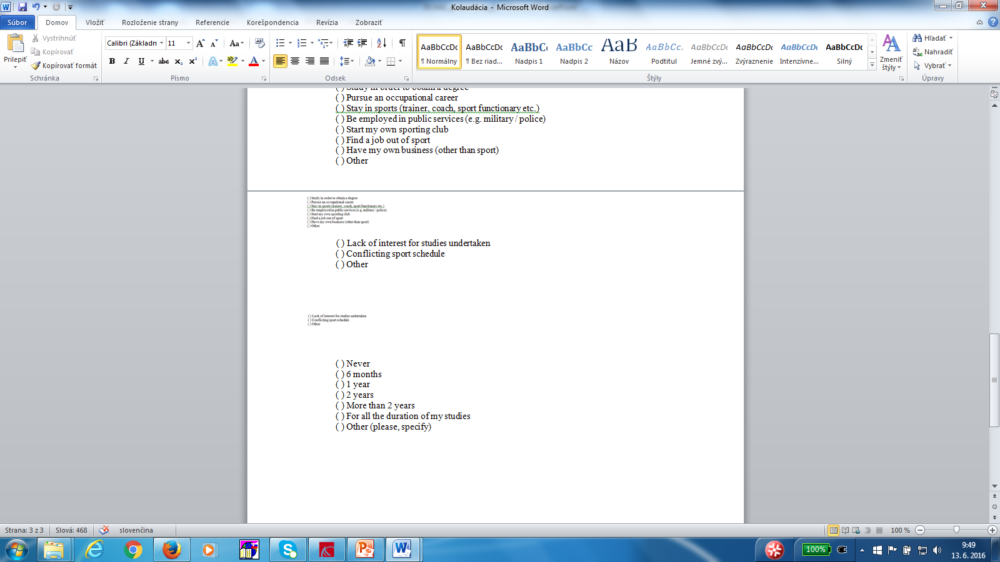 Kolaudácia - Microsoft Word
Súbor Domov Vložiť Rozloženie strany Referencie Korešpondencia Revízia Zobraziť
Prilepiť
Vystrihnúť
Kopírovať
Kopírovať formát
Schránka
Calibri (Základn 11
Písmo
Odsek
AaBbCcDc AaBbCcDc AaBbC AaBbCc AaB AaBbCc. AaBbCcDc AaBbCcDc AaBbCcDc AaBbCcDc
¶ Normálny ¶ Bez riad... Nadpis 1 Nadpis 2 Názov Podtitul Jemné zvý... Zvýraznenie Intenzívne... Silný
Štýly
Zmeniť štýly
Hľadať
Nahradiť
Vybrať
Úpravy
( ) Study in order to obtain a degree
( ) Pursue an occupational career
( ) Stay in sports (trainer, coach, sport functionary etc.)
( ) Be employed in public services (e.g. military / police)
( ) Start my own sporting club
( ) Find a job out of sport
( ) Have my own business (other than sport)
( ) Other
( ) Study in order to obtain a degree
( ) Pursue an occupational career
( ) Stay in sports (trainer, coach, sport functionary etc.)
( ) Be employed in public services (e.g. military / police)
( ) Start my own sporting club
( ) Find a job out of sport
( ) Have my own business (other than sport)
( ) Other
( ) Lack of interest for studies undertaken
( ) Conflicting sport schedule
( ) Other
( ) Lack of interest for studies undertaken
( ) Conflicting sport schedule
( ) Other
( ) Never
( ) 6 months
( ) 1 year
( ) 2 years
( ) More than 2 years
( ) For all the duration of my studies
( ) Other (please, specify)
Strana: 3 z 3 Slová: 468 slovenčina 100 %
100% 9:49
13. 6. 2016